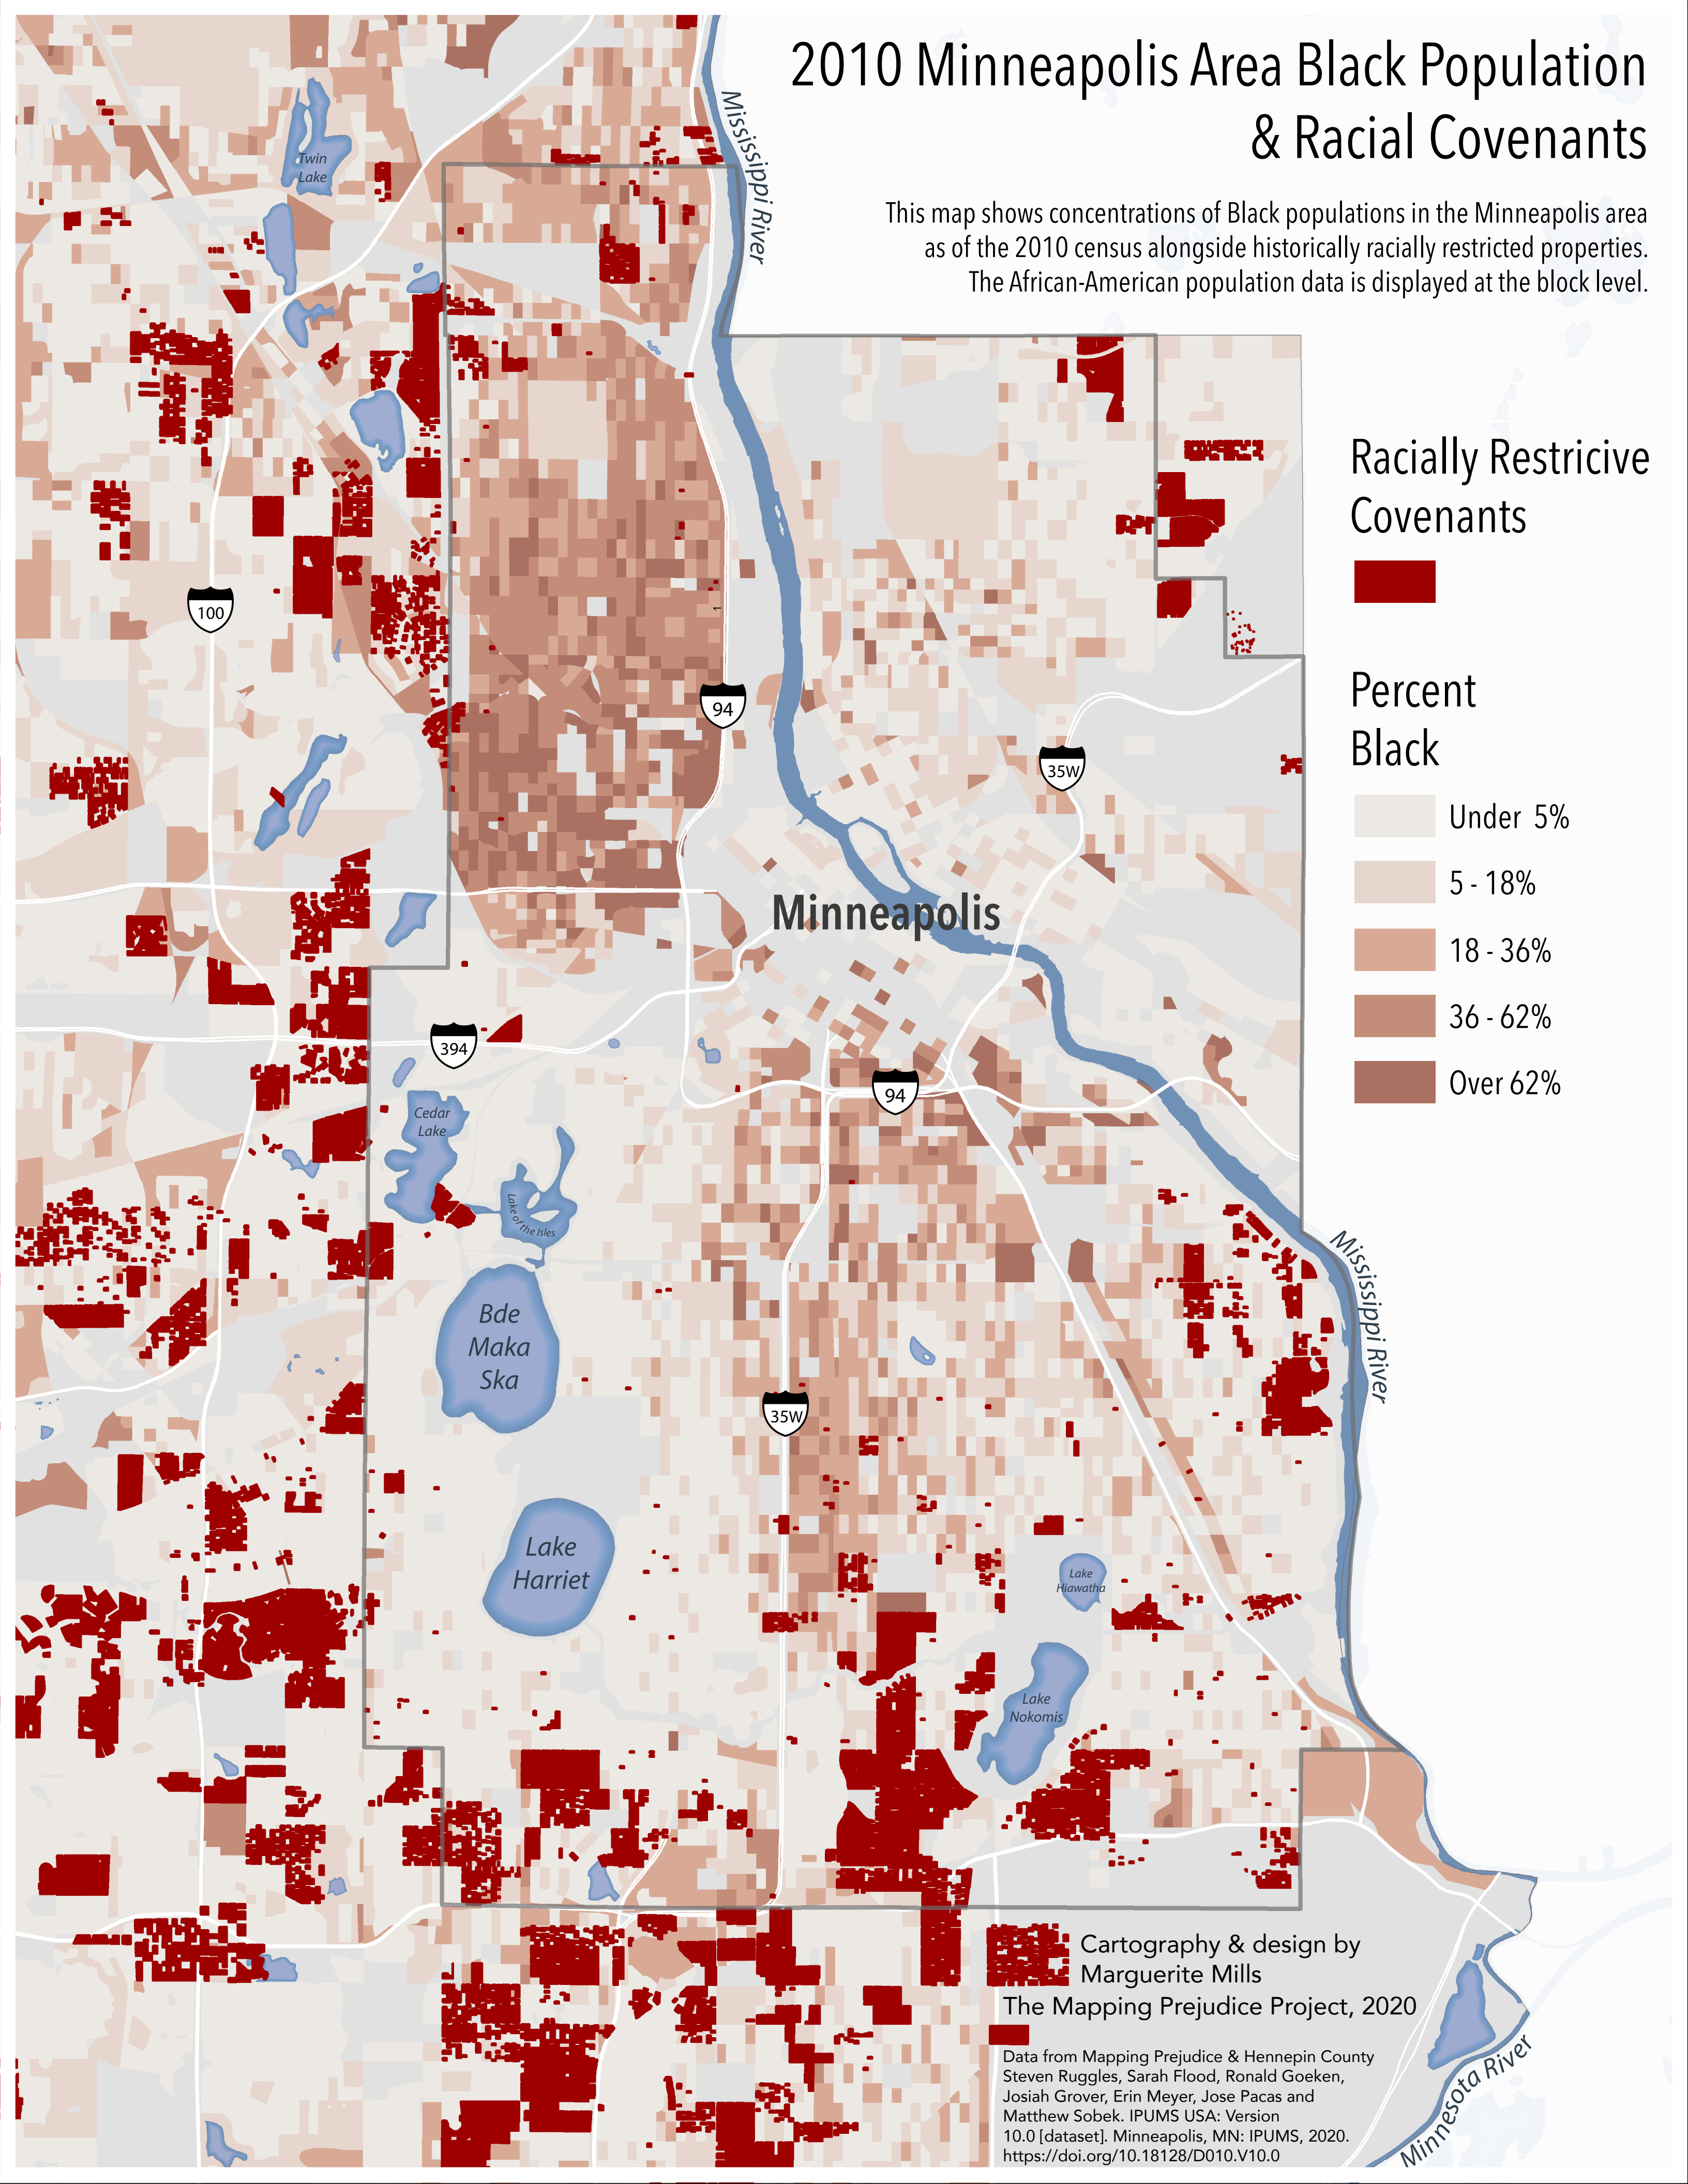 2010 Minneapolis Area Black Population
& Racial Covenants
This map shows concentrations of Black populations in the Minneapolis area
as of the 2010 census alongside historically racially restricted properties.
The African-American population data is displayed at the block level.
Mississippi River
Twin
Lake
Racially Restricive
Covenants
100
1
94
35W
Percent
Black
Under 5%
5 - 18%
18 - 36%
36 - 62%
Over 62%
Minneapolis
394
94
Cedar
Lake
Lake of the Isles
Bde
Maka
Ska
Mississippi River
35W
Lake
Harriet
Lake
Hiawatha
Lake
Nokomis
Cartography & design by
Marguerite Mills
The Mapping Prejudice Project, 2020
Data from Mapping Prejudice & Hennepin County
Steven Ruggles, Sarah Flood, Ronald Goeken,
Josiah Grover, Erin Meyer, Jose Pacas and
Matthew Sobek. IPUMS USA: Version
10.0 [dataset]. Minneapolis, MN: IPUMS, 2020.
https://doi.org/10.18128/D010.V10.0
Minnesota River